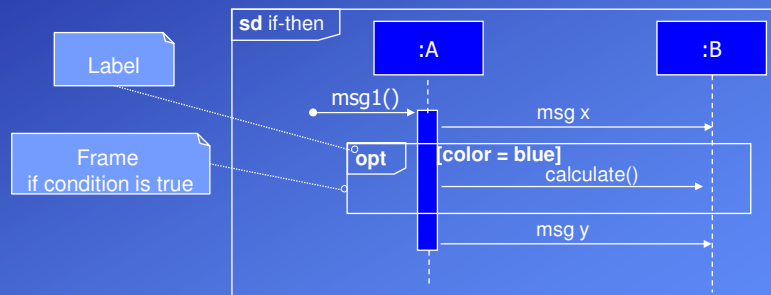 sd if-then
:A
:B
Label
msg1()
msg x
opt
[color = blue]
Frame
if condition is true
calculate()
msg y